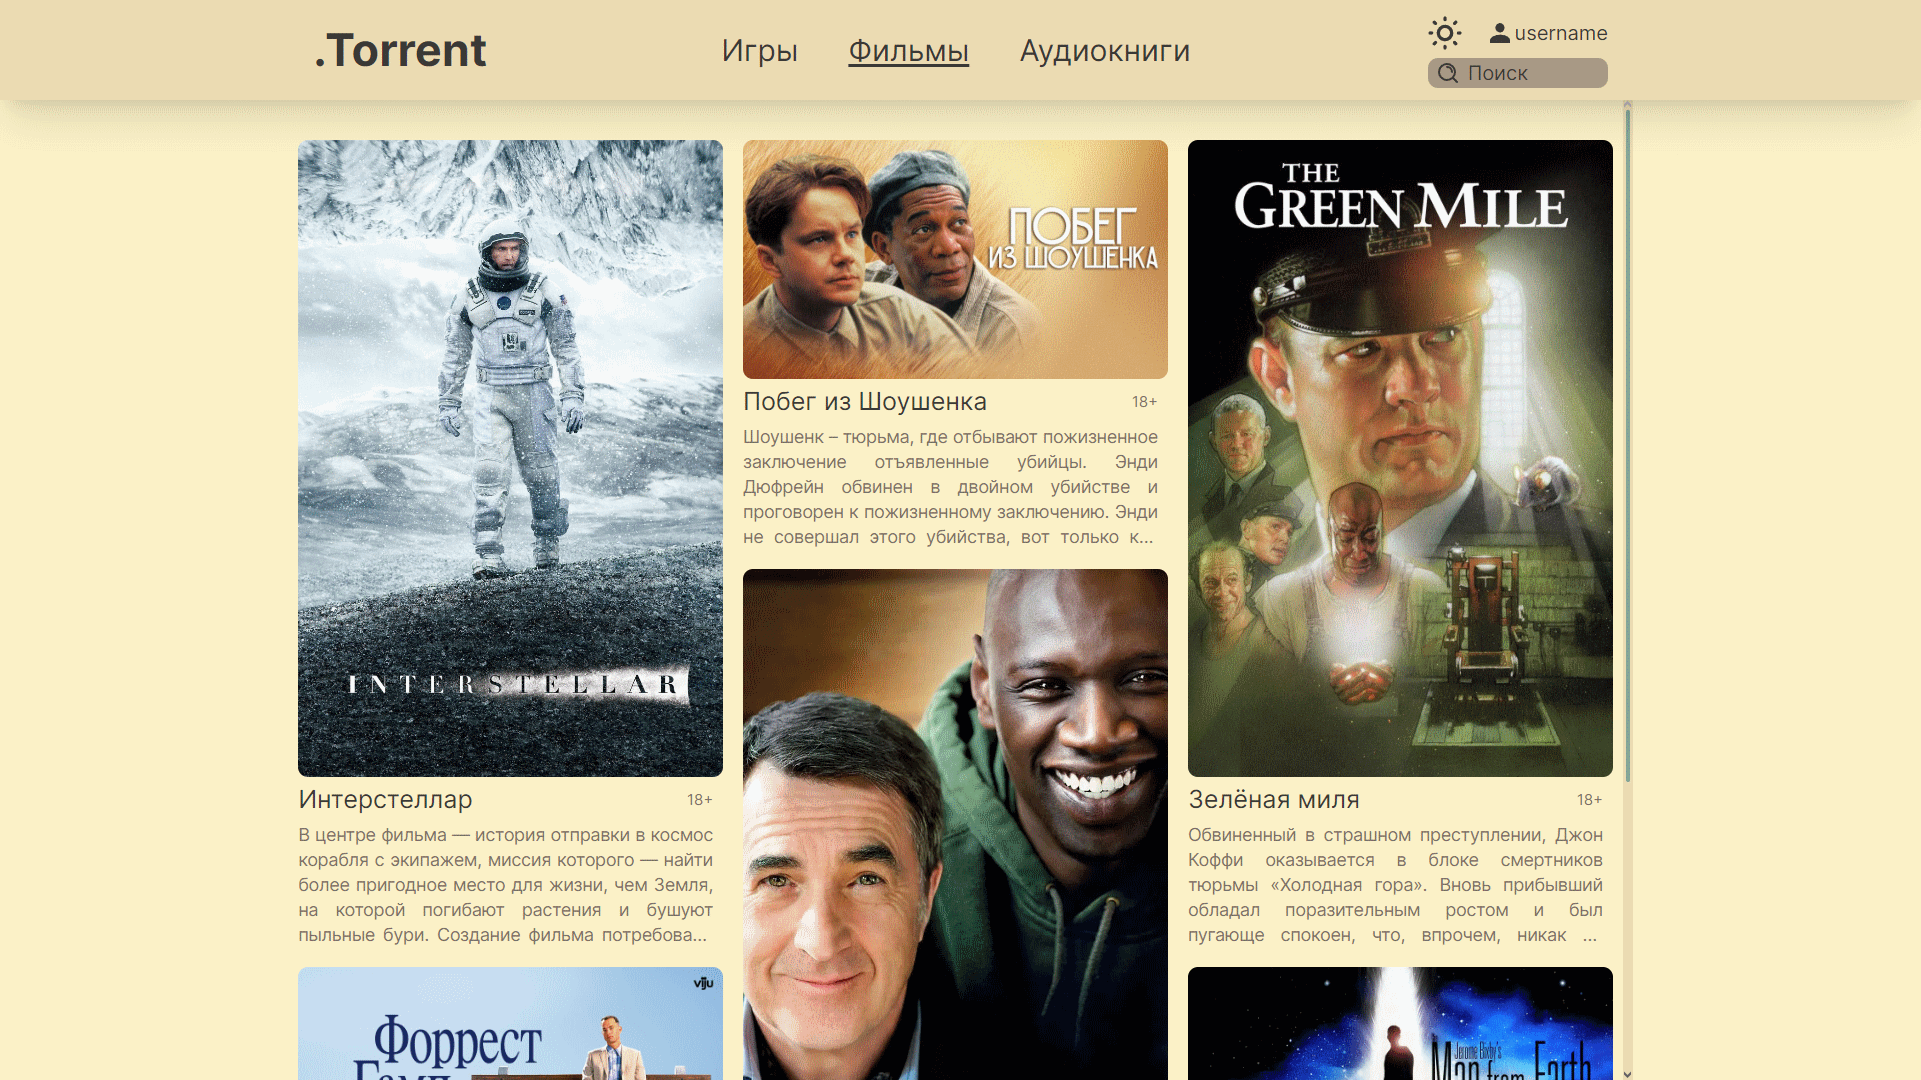 .Torrent
Игры
Фильмы
Аудиокниги
username
Поиск
INTERSTELLAR
Интерстеллар
18+
В центре фильма — история отправки в космос
корабля с экипажем, миссия которого — найти
более пригодное место для жизни, чем Земля,
на которой погибают растения и бушуют
пыльные бури. Создание фильма потребова...
viju
Форрест
Гамп
ПОБЕГ
ИЗ ШОУШЕНКА
Побег из Шоушенка
18+
Шоушенк – тюрьма, где отбывают пожизненное
заключение отъявленные убийцы. Энди
Дюфрейн обвинен в двойном убийстве и
проговорен к пожизненному заключению. Энди
не совершал этого убийства, вот только к...
THE
GREEN MILE
Зелёная миля
18+
Обвиненный в страшном преступлении, Джон
Коффи оказывается в блоке смертников
тюрьмы «Холодная гора». Вновь прибывший
обладал поразительным ростом и был
пугающе спокоен, что, впрочем, никак ...
Jerome Bixby's
Man from Earth